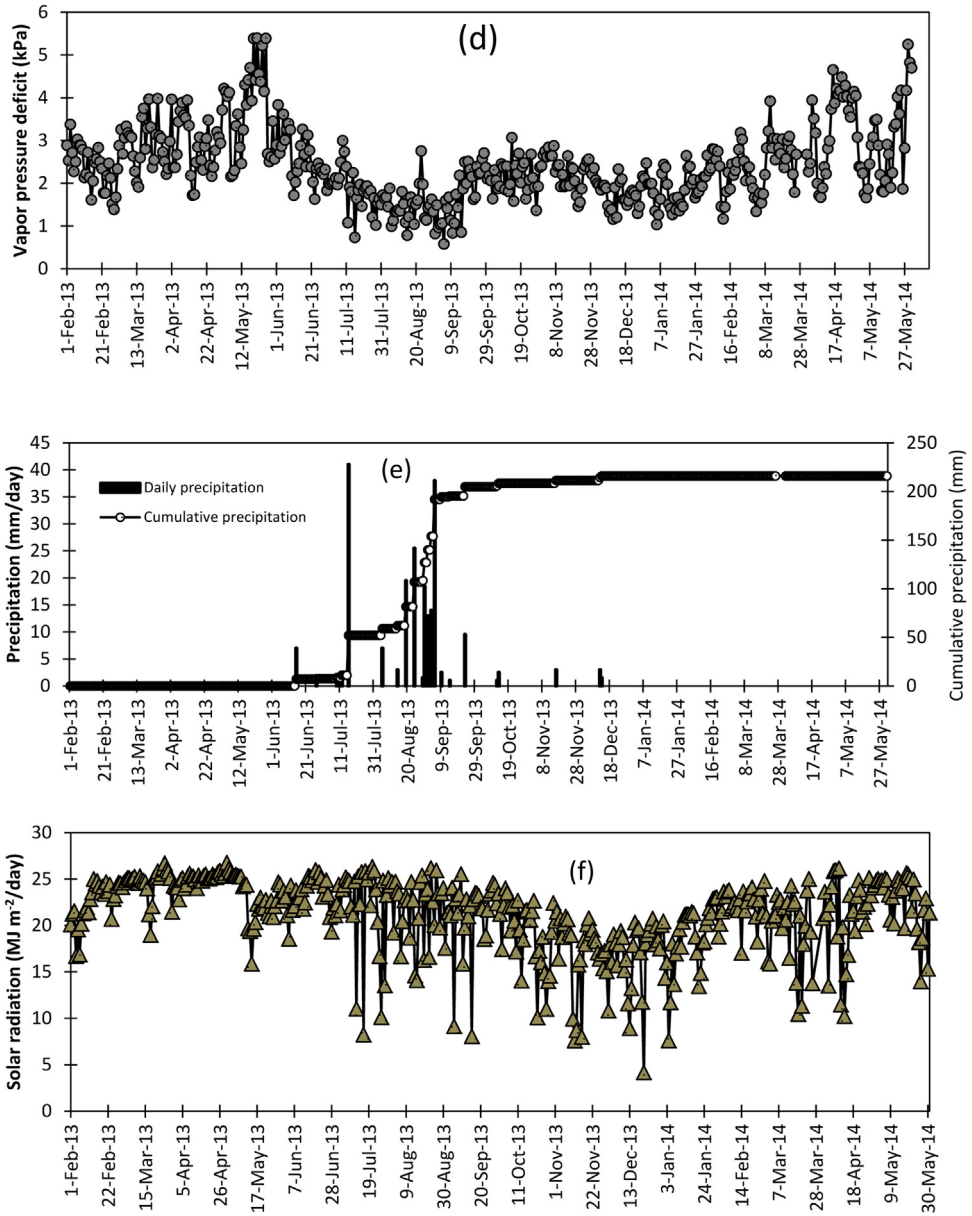 (d)
Vapor pressure deficit (kPa)
6
5
4
3
2
1
0
1-Feb-13
21-Feb-13
13-Mar-13
2-Apr-13
22-Apr-13
12-May-13
1-Jun-13
21-Jun-13
11-Jul-13
31-Jul-13
20-Aug-13
9-Sep-13
29-Sep-13
19-Oct-13
8-Nov-13
28-Nov-13
18-Dec-13
7-Jan-14
27-Jan-14
16-Feb-14
8-Mar-14
28-Mar-14
17-Apr-14
7-May-14
27-May-14
(e)
Daily precipitation
Cumulative precipitation
Precipitation (mm/day)
45
40
35
30
25
20
15
10
5
0
Cumulative precipitation (mm)
250
200
150
100
50
0
1-Feb-13
21-Feb-13
13-Mar-13
2-Apr-13
22-Apr-13
12-May-13
1-Jun-13
21-Jun-13
11-Jul-13
31-Jul-13
20-Aug-13
9-Sep-13
29-Sep-13
19-Oct-13
8-Nov-13
28-Nov-13
18-Dec-13
7-Jan-14
27-Jan-14
16-Feb-14
8-Mar-14
28-Mar-14
17-Apr-14
7-May-14
27-May-14
(f)
Solar radiation (MJ m⁻²/day)
30
25
20
15
10
5
0
1-Feb-13
22-Feb-13
15-Mar-13
5-Apr-13
26-Apr-13
17-May-13
7-Jun-13
28-Jun-13
19-Jul-13
9-Aug-13
30-Aug-13
20-Sep-13
11-Oct-13
1-Nov-13
22-Nov-13
13-Dec-13
3-Jan-14
24-Jan-14
14-Feb-14
7-Mar-14
28-Mar-14
18-Apr-14
9-May-14
30-May-14